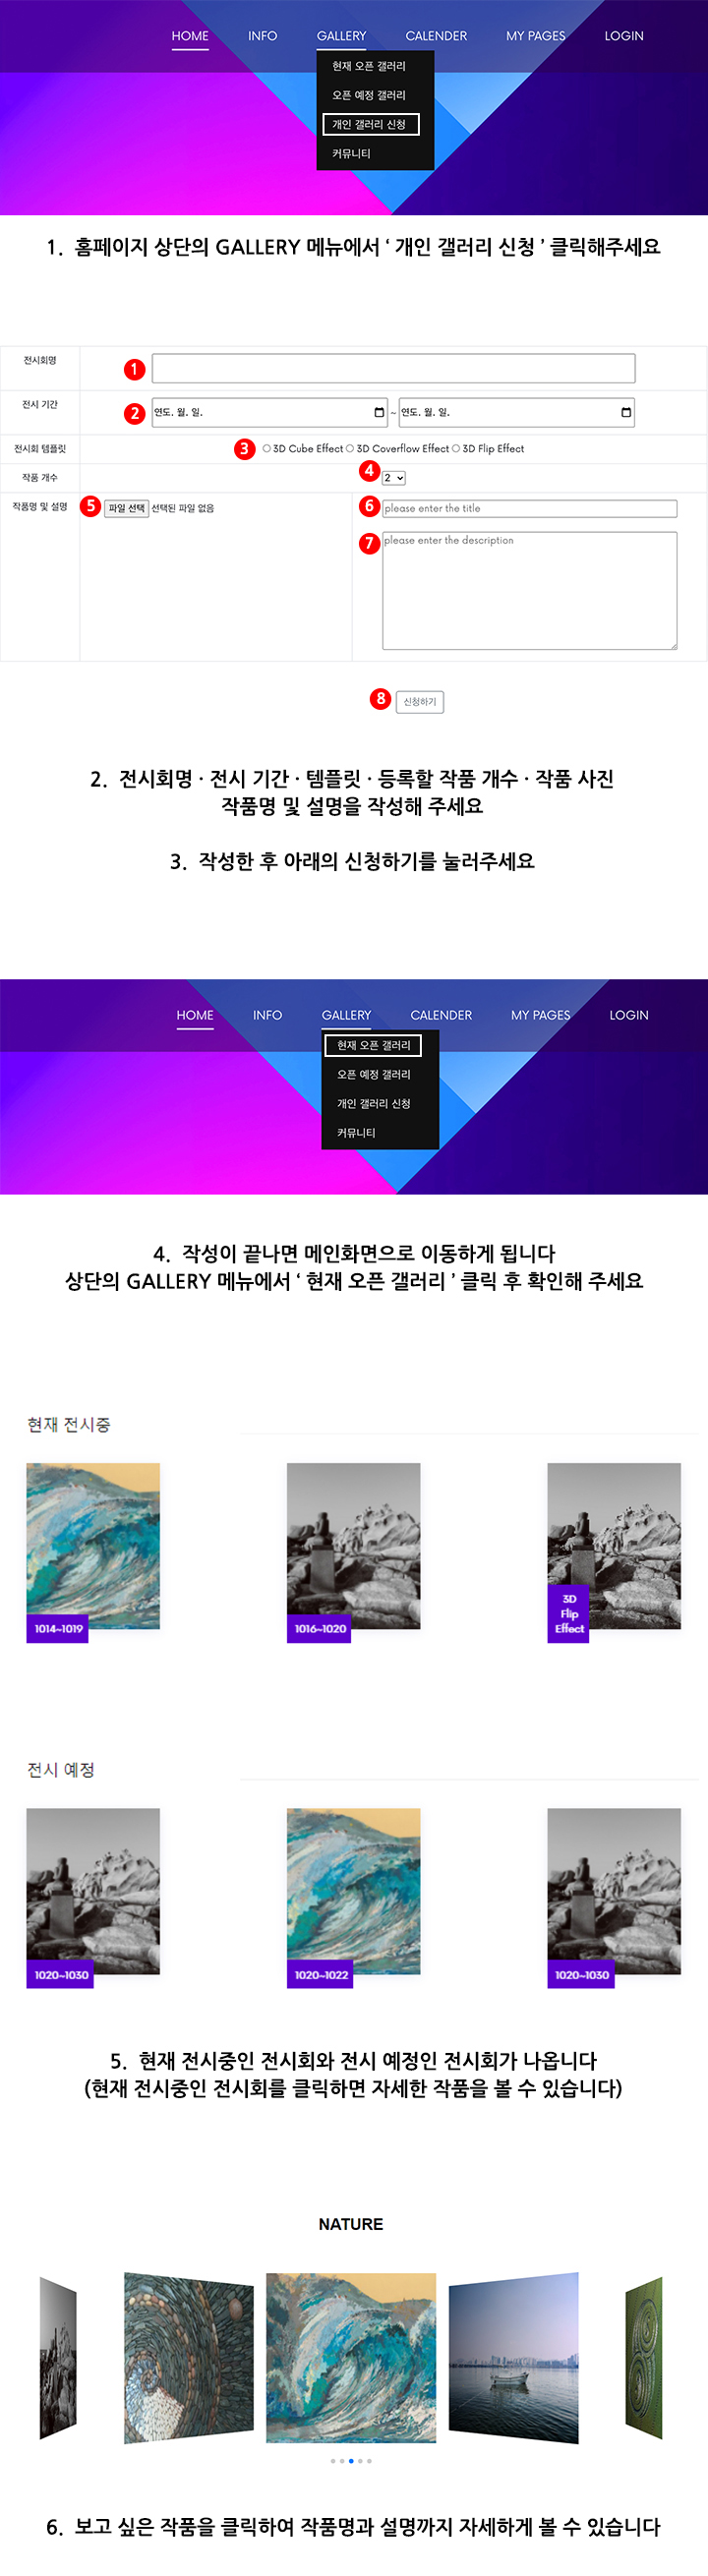 HOME INFO GALLERY CALENDER MY PAGES LOGIN
현재 오픈 갤러리
오픈 예정 갤러리
개인 갤러리 신청
커뮤니티
1. 홈페이지 상단의 GALLERY 메뉴에서 ‘ 개인 갤러리 신청 ’ 클릭해주세요
전시회명 1
전시 기간 2 연도. 월. 일. ~ 연도. 월. 일.
전시회 템플릿 3 3D Cube Effect 3D Coverflow Effect 3D Flip Effect
작품 개수 4 2
작품명 및 설명 5 파일 선택 선택된 파일 없음 6 please enter the title
7 please enter the description
8 신청하기
2. 전시회명 · 전시 기간 · 템플릿 · 등록할 작품 개수 · 작품 사진
작품명 및 설명을 작성해 주세요
3. 작성한 후 아래의 신청하기를 눌러주세요
HOME INFO GALLERY CALENDER MY PAGES LOGIN
현재 오픈 갤러리
오픈 예정 갤러리
개인 갤러리 신청
커뮤니티
4. 작성이 끝나면 메인화면으로 이동하게 됩니다
상단의 GALLERY 메뉴에서 ‘ 현재 오픈 갤러리 ’ 클릭 후 확인해 주세요
현재 전시중
1014~1019 1016~1020 3D
Flip
Effect
전시 예정
1020~1030 1020~1022 1020~1030
5. 현재 전시중인 전시회와 전시 예정인 전시회가 나옵니다
(현재 전시중인 전시회를 클릭하면 자세한 작품을 볼 수 있습니다)
NATURE
6. 보고 싶은 작품을 클릭하여 작품명과 설명까지 자세하게 볼 수 있습니다